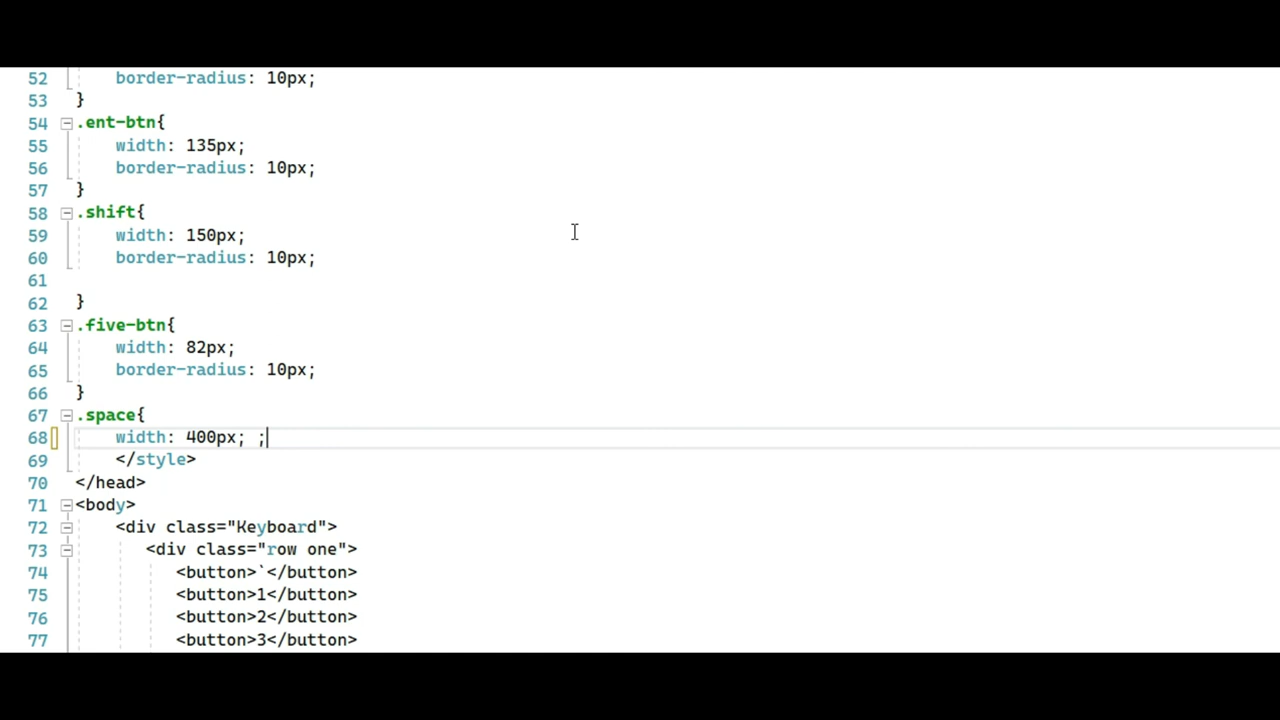 52 border-radius: 10px;
53 }
54 .ent-btn{
55 width: 135px;
56 border-radius: 10px;
57 }
58 .shift{
59 width: 150px;
60 border-radius: 10px;
61
62 }
63 .five-btn{
64 width: 82px;
65 border-radius: 10px;
66 }
67 .space{
68 width: 400px; ;
69 </style>
70 </head>
71 <body>
72 <div class="Keyboard">
73 <div class="row one">
74 <button>`</button>
75 <button>1</button>
76 <button>2</button>
77 <button>3</button>